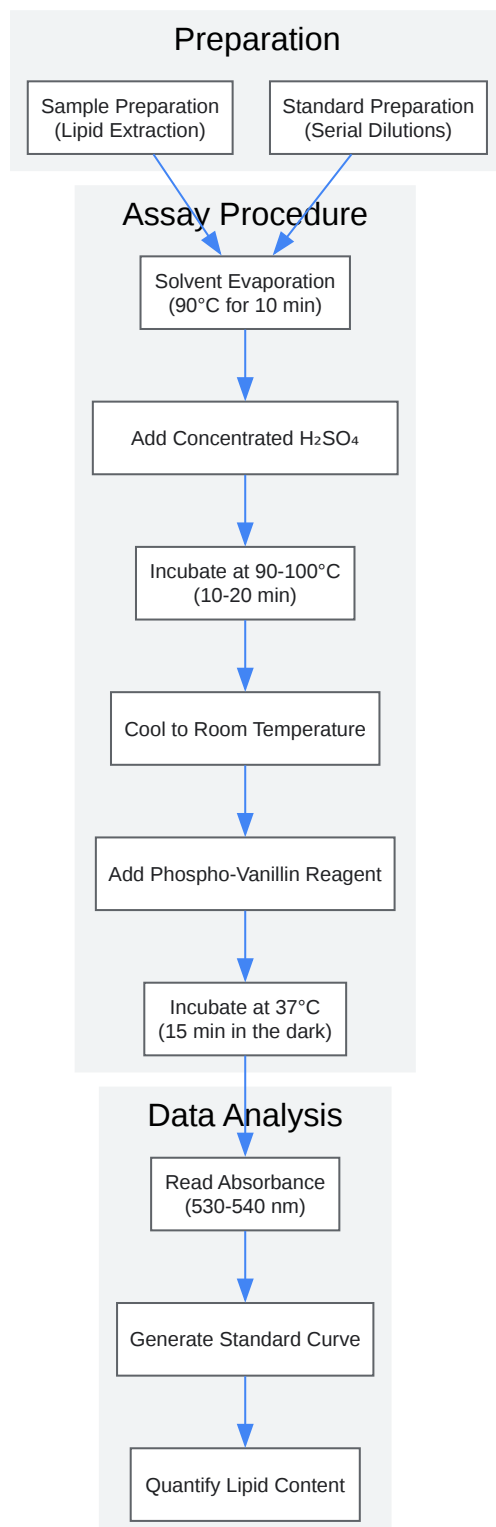 Preparation
Sample Preparation
(Lipid Extraction)
Standard Preparation
(Serial Dilutions)
Assay Procedure
Solvent Evaporation
(90°C for 10 min)
Add Concentrated H₂SO₄
Incubate at 90-100°C
(10-20 min)
Cool to Room Temperature
Add Phospho-Vanillin Reagent
Incubate at 37°C
(15 min in the dark)
Data Analysis
Read Absorbance
(530-540 nm)
Generate Standard Curve
Quantify Lipid Content